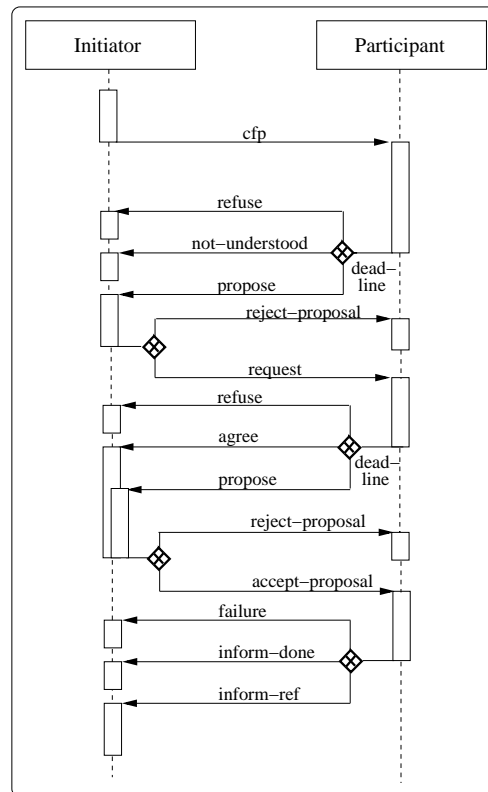 Initiator
Participant
cfp
refuse
not−understood
dead−
line
propose
reject−proposal
request
refuse
agree
dead−
line
propose
reject−proposal
accept−proposal
failure
inform−done
inform−ref